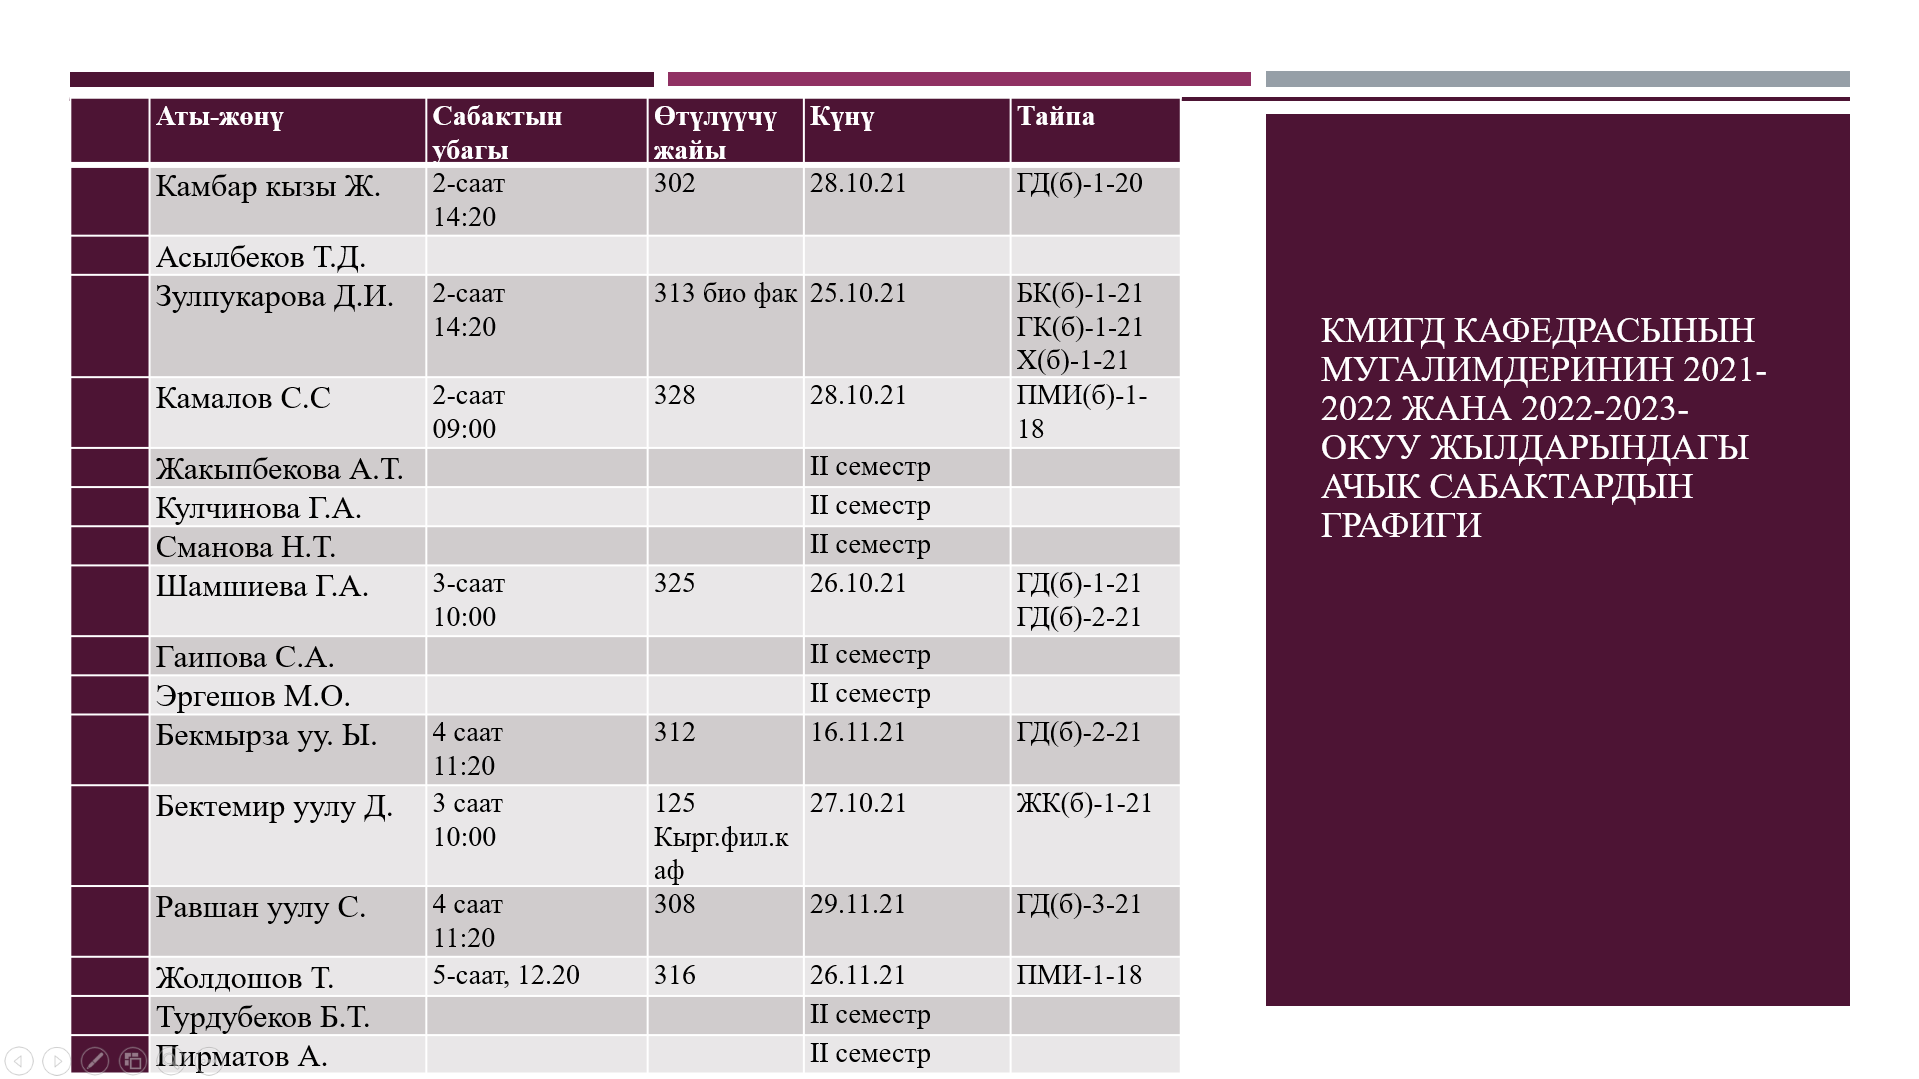 Аты-жөнү Сабактын убагы Өтүлүүчү жайы Күнү Тайпа
Камбар кызы Ж. 2-саат 14:20 302 28.10.21 ГД(б)-1-20
Асылбеков Т.Д.
Зулпукарова Д.И. 2-саат 14:20 313 био фак 25.10.21 БК(б)-1-21 ГК(б)-1-21 Х(б)-1-21
Камалов С.С 2-саат 09:00 328 28.10.21 ПМИ(б)-1-18
Жакыпбекова А.Т. II семестр
Кулчинова Г.А. II семестр
Сманова Н.Т. II семестр
Шамшиева Г.А. 3-саат 10:00 325 26.10.21 ГД(б)-1-21 ГД(б)-2-21
Гаипова С.А. II семестр
Эргешов М.О. II семестр
Бекмырза уу. Ы. 4 саат 11:20 312 16.11.21 ГД(б)-2-21
Бектемир уулу Д. 3 саат 10:00 125 Кырг.фил.каф 27.10.21 ЖК(б)-1-21
Равшан уулу С. 4 саат 11:20 308 29.11.21 ГД(б)-3-21
Жолдошов Т. 5-саат, 12.20 316 26.11.21 ПМИ-1-18
Турдубеков Б.Т. II семестр
Пирматов А. II семестр
КМИГД КАФЕДРАСЫНЫН
МУГАЛИМДЕРИНИН 2021-
2022 ЖАНА 2022-2023-
ОКУУ ЖЫЛДАРЫНДАГЫ
АЧЫК САБАКТАРДЫН
ГРАФИГИ